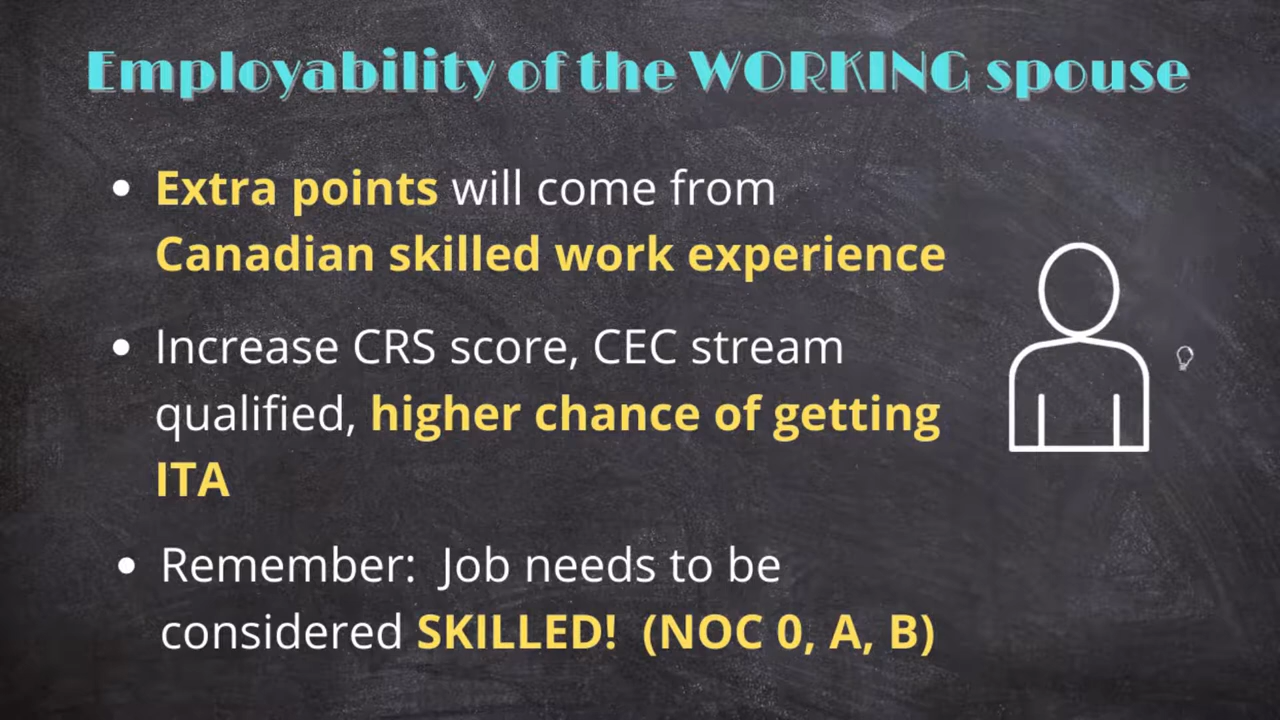 Employability of the WORKING spouse
• Extra points will come from
Canadian skilled work experience
• Increase CRS score, CEC stream
qualified, higher chance of getting
ITA
• Remember:  Job needs to be
considered SKILLED!  (NOC 0, A, B)